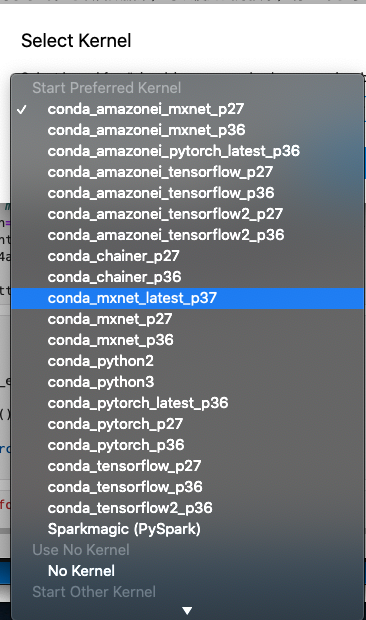 Select Kernel
Start Preferred Kernel
✓ conda_amazonei_mxnet_p27
conda_amazonei_mxnet_p36
conda_amazonei_pytorch_latest_p36
conda_amazonei_tensorflow_p27
conda_amazonei_tensorflow_p36
conda_amazonei_tensorflow2_p27
conda_amazonei_tensorflow2_p36
conda_chainer_p27
conda_chainer_p36
conda_mxnet_latest_p37
conda_mxnet_p27
conda_mxnet_p36
conda_python2
conda_python3
conda_pytorch_latest_p36
conda_pytorch_p27
conda_pytorch_p36
conda_tensorflow_p27
conda_tensorflow_p36
conda_tensorflow2_p36
Sparkmagic (PySpark)
Use No Kernel
No Kernel
Start Other Kernel